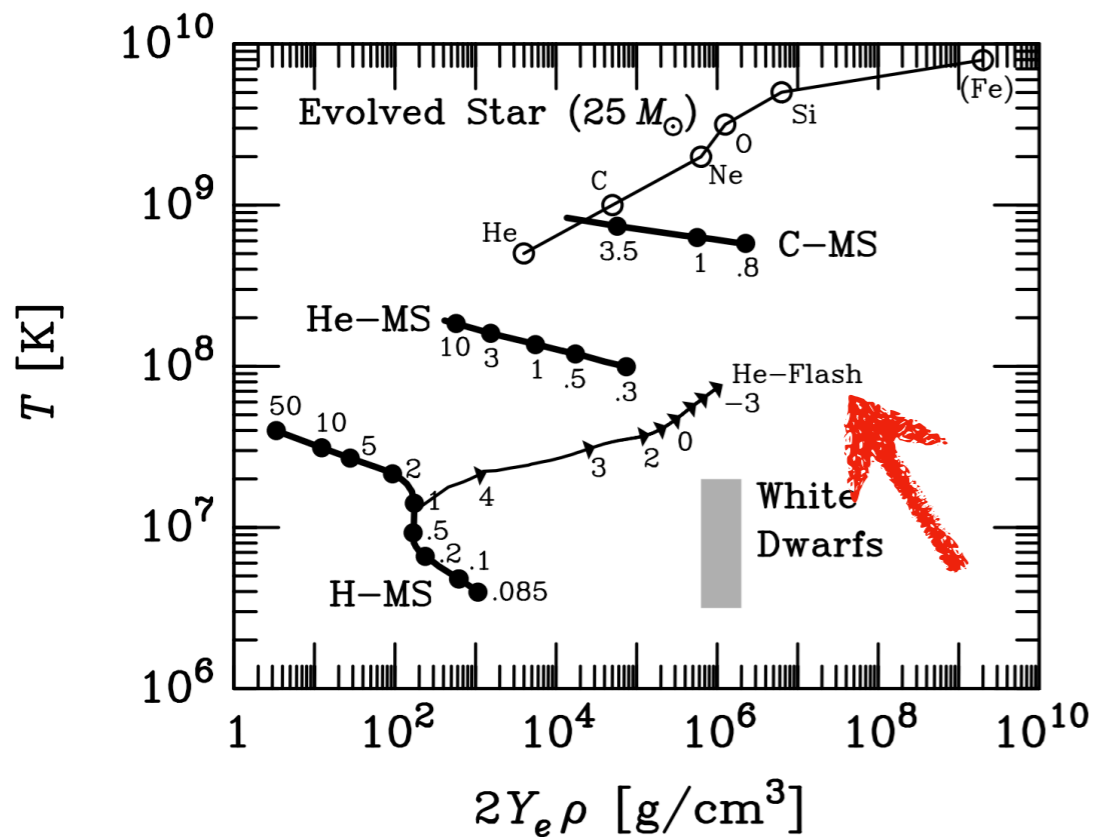 10¹⁰
Evolved Star (25 M☉)
(Fe)
Si
O
Ne
10⁹
C
He
3.5
1
.8
C-MS
He-MS
10
3
1
.5
.3
10⁸
T [K]
He-Flash
-3
0
2
3
4
50
10
5
2
1
.5
.2
.1
.085
H-MS
10⁷
White
Dwarfs
10⁶
1
10²
10⁴
10⁶
10⁸
10¹⁰
2Yₑρ [g/cm³]